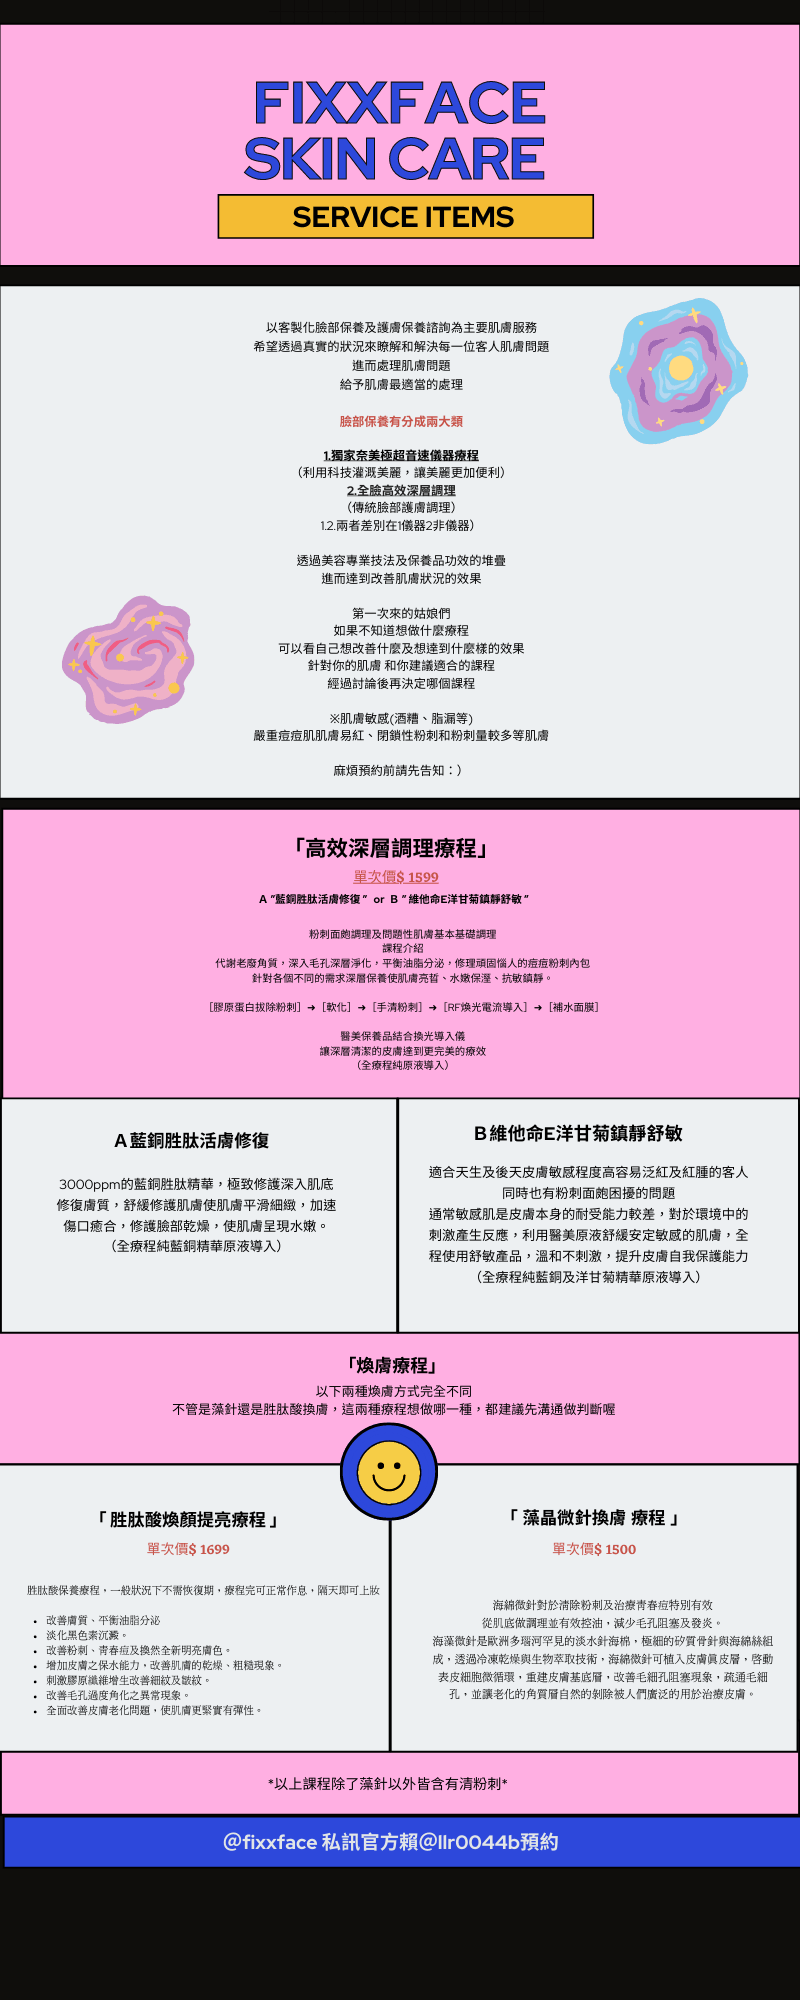 FIXXFACE
SKIN CARE
SERVICE ITEMS
以客製化臉部保養及護膚保養諮詢為主要肌膚服務
希望透過真實的狀況來瞭解和解決每一位客人肌膚問題
進而處理肌膚問題
給予肌膚最適當的處理
臉部保養有分成兩大類
1.獨家奈美極超音速儀器療程
（利用科技灌溉美麗，讓美麗更加便利）
2.全臉高效深層調理
（傳統臉部護膚調理）
1.2.兩者差別在1儀器2非儀器）
透過美容專業技法及保養品功效的堆疊
進而達到改善肌膚狀況的效果
第一次來的姑娘們
如果不知道想做什麼療程
可以看自己想改善什麼及想達到什麼樣的效果
針對你的肌膚 和你建議適合的課程
經過討論後再決定哪個課程
※肌膚敏感(酒糟、脂漏等)
嚴重痘痘肌肌膚易紅、閉鎖性粉刺和粉刺量較多等肌膚
麻煩預約前請先告知：）
「高效深層調理療程」
單次價$ 1599
A ”藍銅胜肽活膚修復 ” or B ” 維他命E洋甘菊鎮靜舒敏 ”
粉刺面皰調理及問題性肌膚基本基礎調理
課程介紹
代謝老廢角質，深入毛孔深層淨化，平衡油脂分泌，修理頑固惱人的痘痘粉刺內包
針對各個不同的需求深層保養使肌膚亮晢、水嫩保溼、抗敏鎮靜。
［膠原蛋白拔除粉刺］➔［軟化］➔［手清粉刺］➔［RF煥光電流導入］➔［補水面膜］
醫美保養品結合換光導入儀
讓深層清潔的皮膚達到更完美的療效
（全療程純原液導入）
A 藍銅胜肽活膚修復
3000ppm的藍銅胜肽精華，極致修護深入肌底
修復膚質，舒緩修護肌膚使肌膚平滑細緻，加速
傷口癒合，修護臉部乾燥，使肌膚呈現水嫩。
（全療程純藍銅精華原液導入）
B 維他命E洋甘菊鎮靜舒敏
適合天生及後天皮膚敏感程度高容易泛紅及紅腫的客人
同時也有粉刺面皰困擾的問題
通常敏感肌是皮膚本身的耐受能力較差，對於環境中的
刺激產生反應，利用醫美原液舒緩安定敏感的肌膚，全
程使用舒敏產品，溫和不刺激，提升皮膚自我保護能力
（全療程純藍銅及洋甘菊精華原液導入）
「煥膚療程」
以下兩種煥膚方式完全不同
不管是藻針還是胜肽酸換膚，這兩種療程想做哪一種，都建議先溝通做判斷喔
「 胜肽酸煥顏提亮療程 」
單次價$ 1699
胜肽酸保養療程，一般狀況下不需恢復期，療程完可正常作息，隔天即可上妝
• 改善膚質、平衡油脂分泌
• 淡化黑色素沉澱。
• 改善粉刺、青春痘及換然全新明亮膚色。
• 增加皮膚之保水能力，改善肌膚的乾燥、粗糙現象。
• 刺激膠原纖維增生改善細紋及皺紋。
• 改善毛孔過度角化之異常現象。
• 全面改善皮膚老化問題，使肌膚更緊實有彈性。
「 藻晶微針換膚 療程 」
單次價$ 1500
海綿微針對於清除粉刺及治療青春痘特別有效
從肌底做調理並有效控油，減少毛孔阻塞及發炎。
海藻微針是歐洲多瑙河罕見的淡水針海棉，極細的矽質骨針與海綿絲組
成，透過冷凍乾燥與生物萃取技術，海綿微針可植入皮膚真皮層，啓動
表皮細胞微循環，重建皮膚基底層，改善毛細孔阻塞現象，疏通毛細
孔，並讓老化的角質層自然的剝除被人們廣泛的用於治療皮膚。
*以上課程除了藻針以外皆含有清粉刺*
@fixxface 私訊官方賴@llr0044b預約